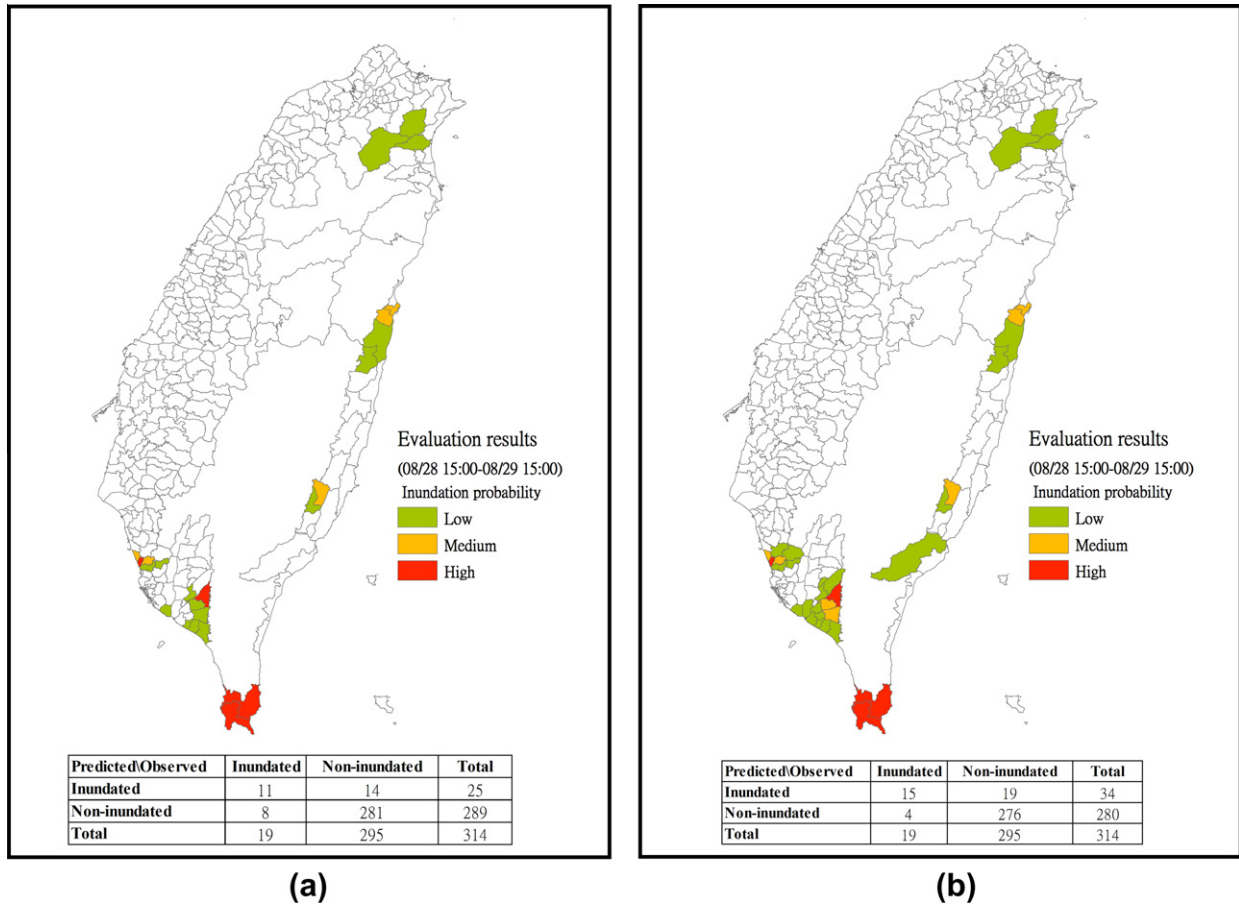 Evaluation results
(08/28 15:00-08/29 15:00)
Inundation probability
Low
Medium
High
Predicted\Observed Inundated Non-inundated Total
Inundated 11 14 25
Non-inundated 8 281 289
Total 19 295 314
(a)
Evaluation results
(08/28 15:00-08/29 15:00)
Inundation probability
Low
Medium
High
Predicted\Observed Inundated Non-inundated Total
Inundated 15 19 34
Non-inundated 4 276 280
Total 19 295 314
(b)